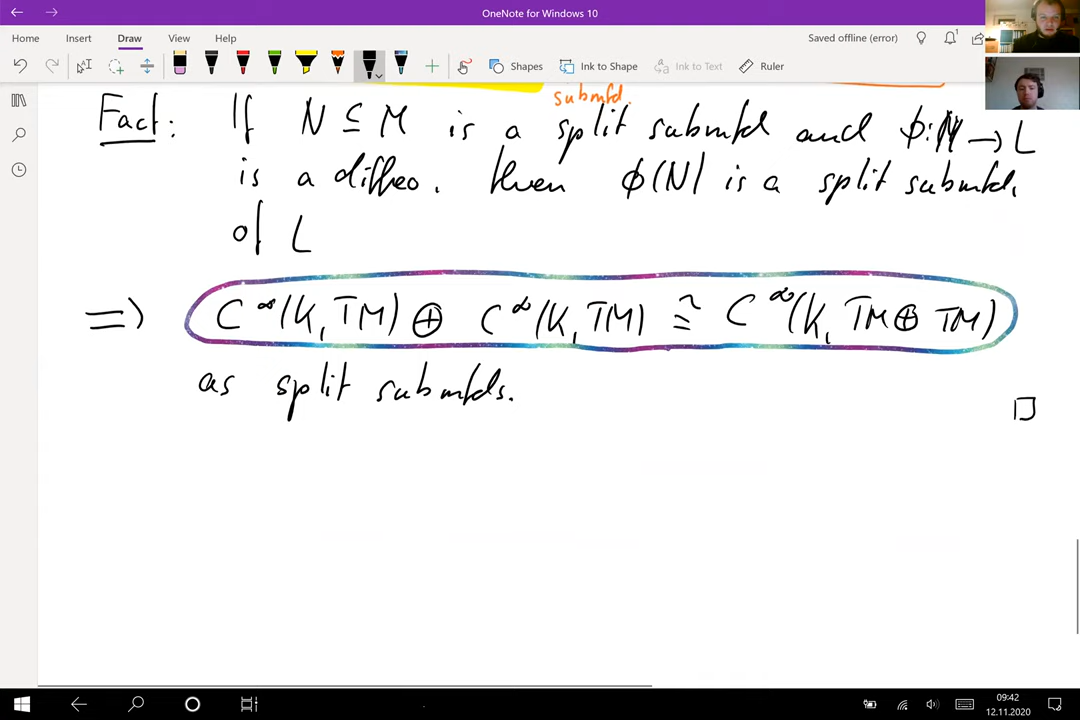 OneNote for Windows 10
Home Insert Draw View Help
Saved offline (error)
Shapes Ink to Shape Ink to Text Ruler
submfd.
Fact: If N ⊆ M is a split submfd and φ: M → L
is a diffeo. then φ(N) is a split submfd.
of L
=> C^∞(K, TM) ⊕ C^∞(K, TM) ≅ C^∞(K, TM ⊕ TM)
as split submfds.
□
09:42
12.11.2020